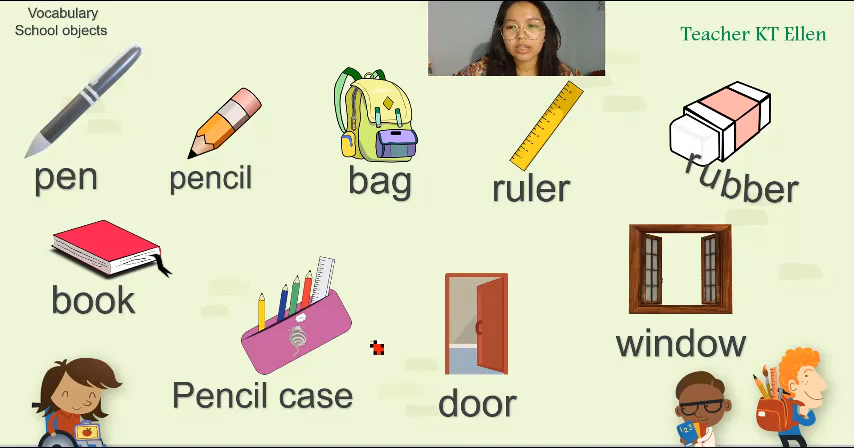 Vocabulary
School objects
Teacher KT Ellen
pen
pencil
bag
ruler
rubber
book
Pencil case
door
window